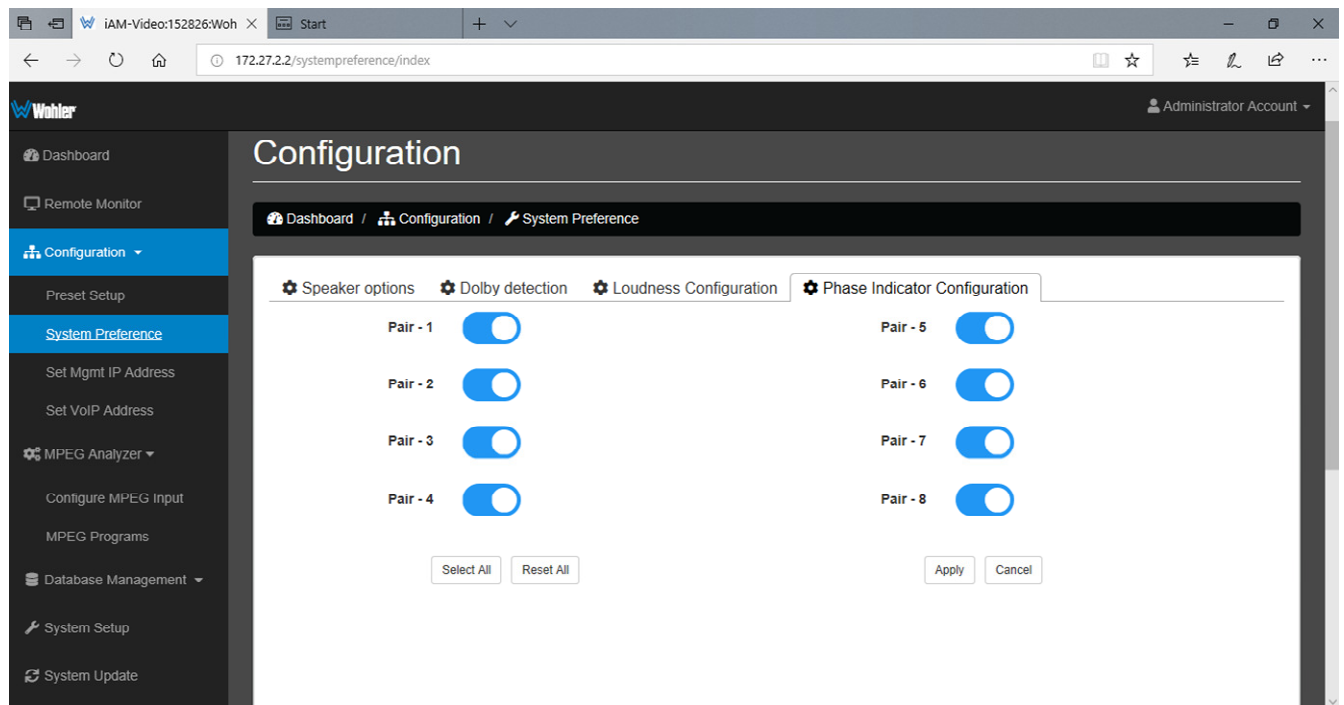 iAM-Video:152826:Woh
Start
172.27.2.2/systempreference/index
Wohler
Administrator Account
Dashboard
Remote Monitor
Configuration
Preset Setup
System Preference
Set Mgmt IP Address
Set VoIP Address
MPEG Analyzer
Configure MPEG Input
MPEG Programs
Database Management
System Setup
System Update
Configuration
Dashboard / Configuration / System Preference
Speaker options Dolby detection Loudness Configuration Phase Indicator Configuration
Pair - 1 Pair - 5
Pair - 2 Pair - 6
Pair - 3 Pair - 7
Pair - 4 Pair - 8
Select All Reset All Apply Cancel